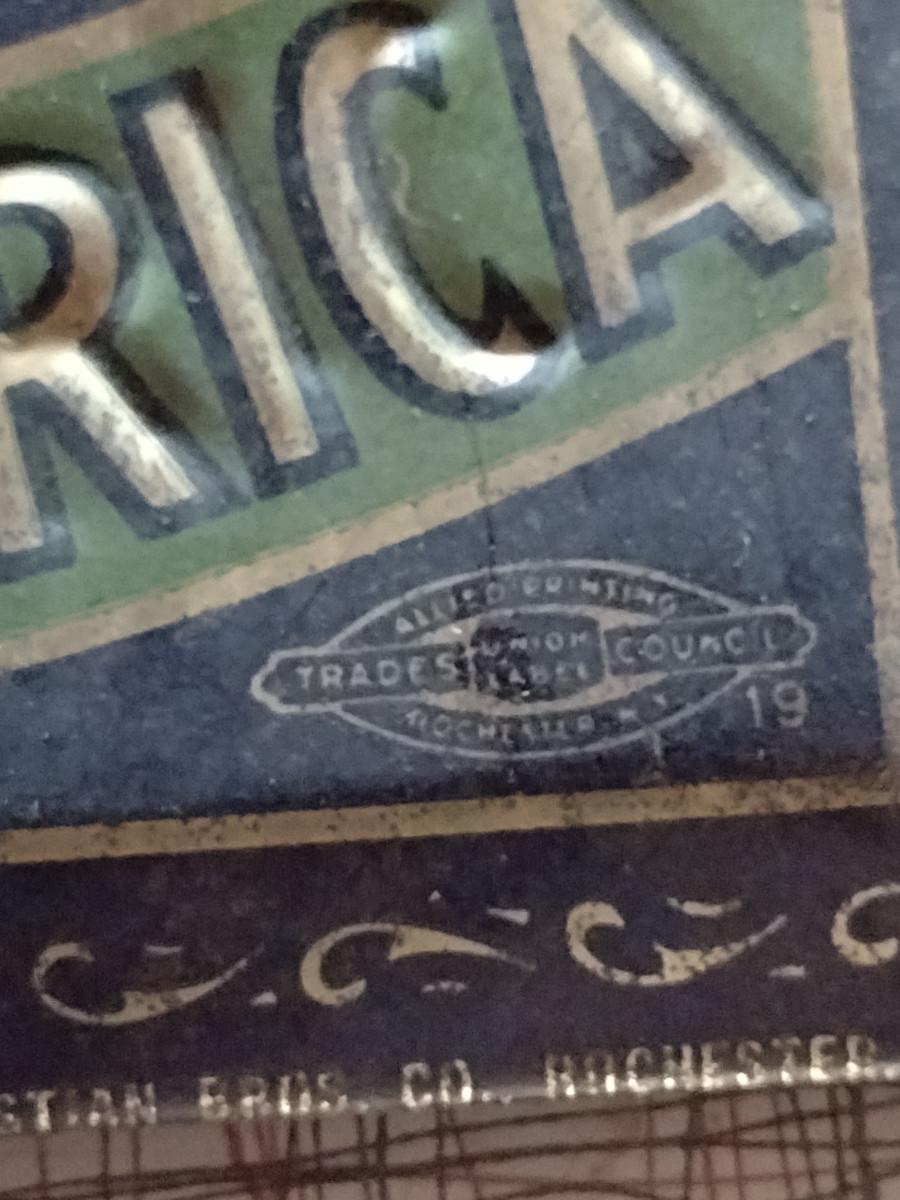 RICA
ALLIED PRINTING
TRADES UNION COUNCIL
LABEL
ROCHESTER N.Y.
19
STIAN BROS. CO., ROCHESTER,